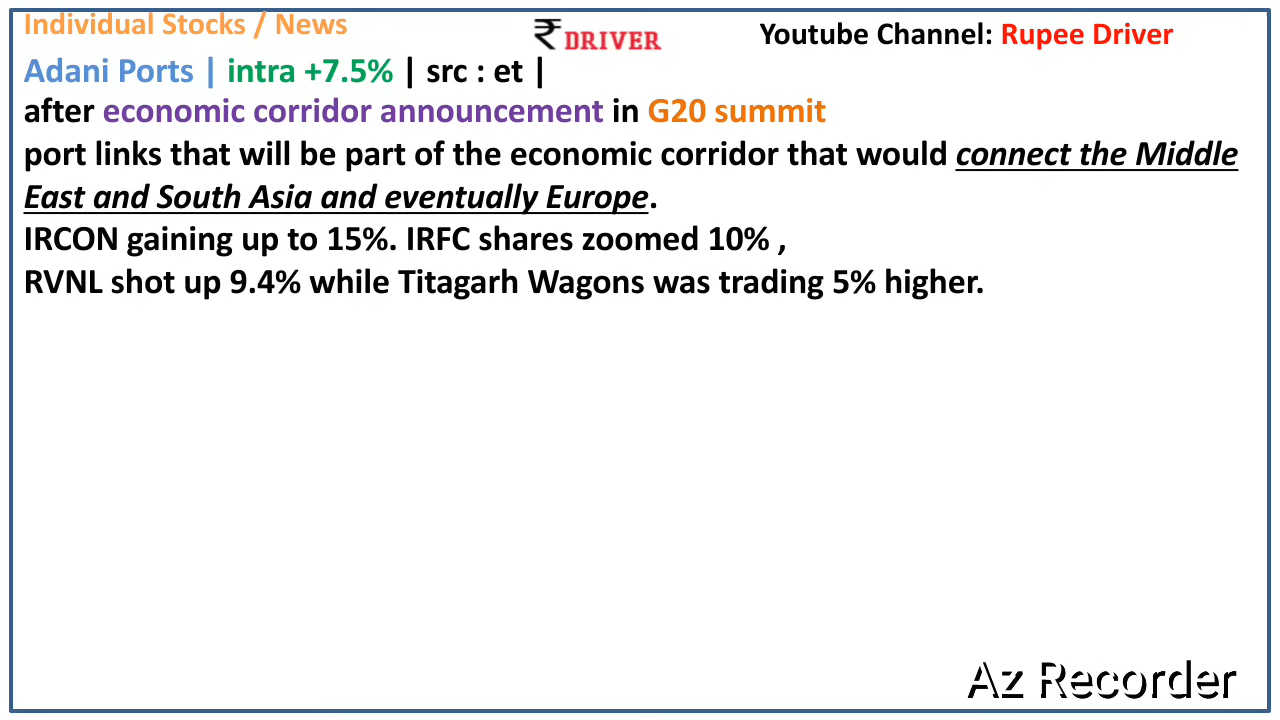 Individual Stocks / News
₹ DRIVER
Youtube Channel: Rupee Driver
Adani Ports | intra +7.5% | src : et |
after economic corridor announcement in G20 summit
port links that will be part of the economic corridor that would connect the Middle
East and South Asia and eventually Europe.
IRCON gaining up to 15%. IRFC shares zoomed 10% ,
RVNL shot up 9.4% while Titagarh Wagons was trading 5% higher.
Az Recorder